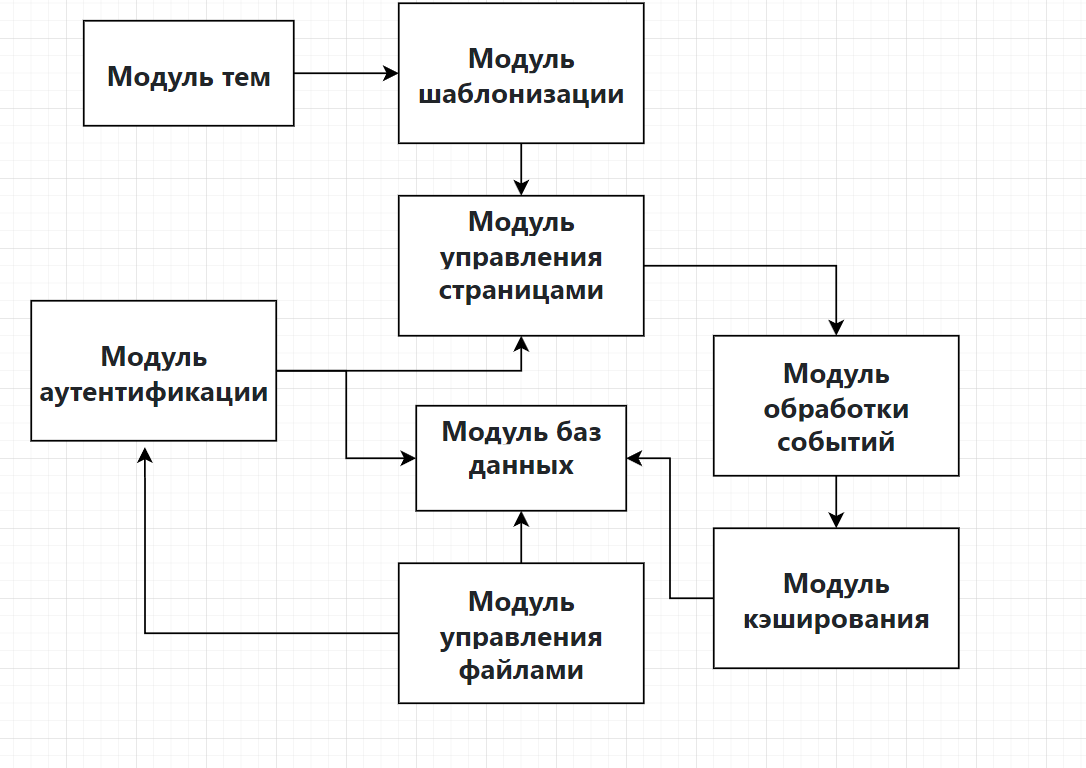 Модуль тем
Модуль
шаблонизации
Модуль
управления
страницами
Модуль
аутентификации
Модуль
обработки
событий
Модуль баз
данных
Модуль
управления
файлами
Модуль
кэширования